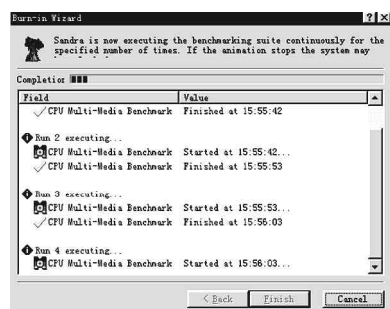 Burn-in Wizard
Sandra is now executing the benchmarking suite continuously for the
specified number of times. If the animation stops the system may
Completior
Field Value
CPU Multi-Media Benchmark Finished at 15:55:42
Run 2 executing...
CPU Multi-Media Benchmark Started at 15:55:42...
CPU Multi-Media Benchmark Finished at 15:55:53
Run 3 executing...
CPU Multi-Media Benchmark Started at 15:55:53...
CPU Multi-Media Benchmark Finished at 15:56:03
Run 4 executing...
CPU Multi-Media Benchmark Started at 15:56:03...
< Back Finish Cancel